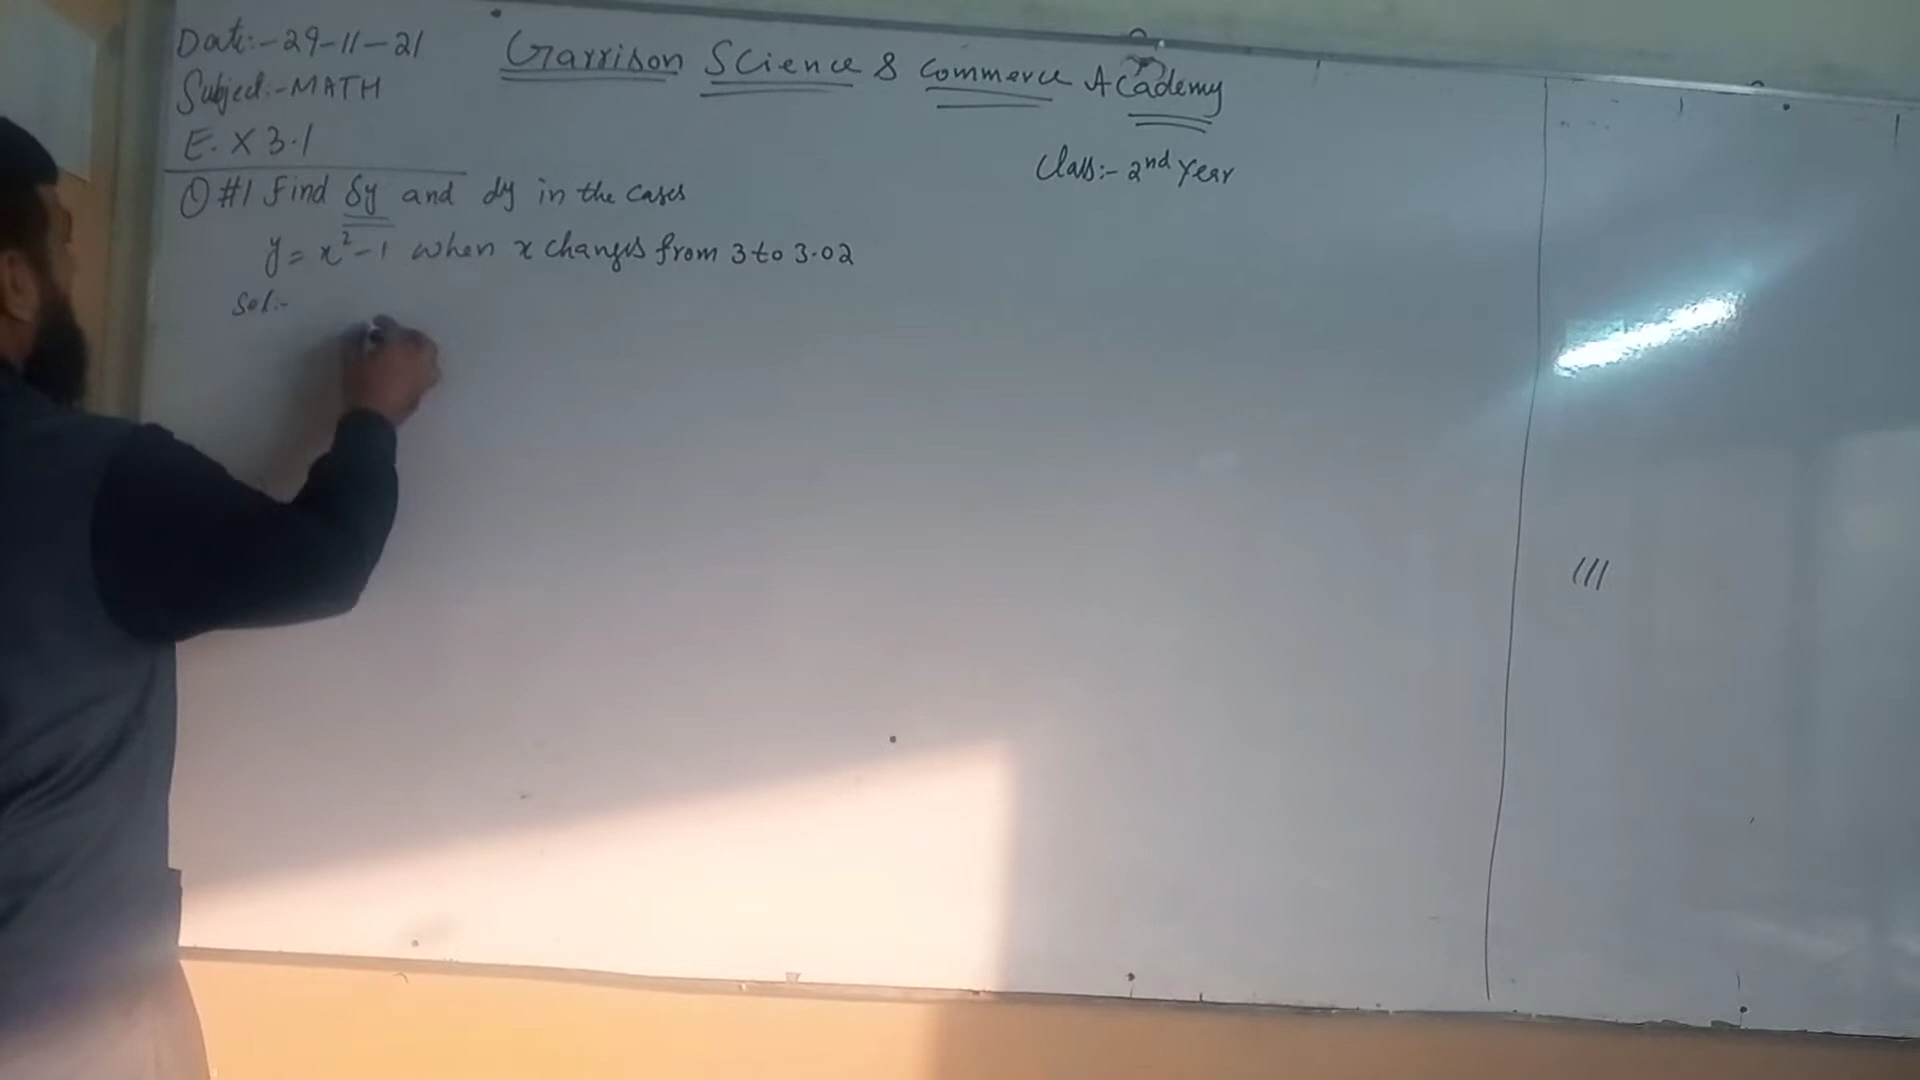 Date:-29-11-21
Garrison Science & Commerce Academy
Subject:-MATH
E.X3.1
Class:-2nd Year
Q#1 Find δy and dy in the cases
y=x²-1 when x changes from 3 to 3.02
Sol:-